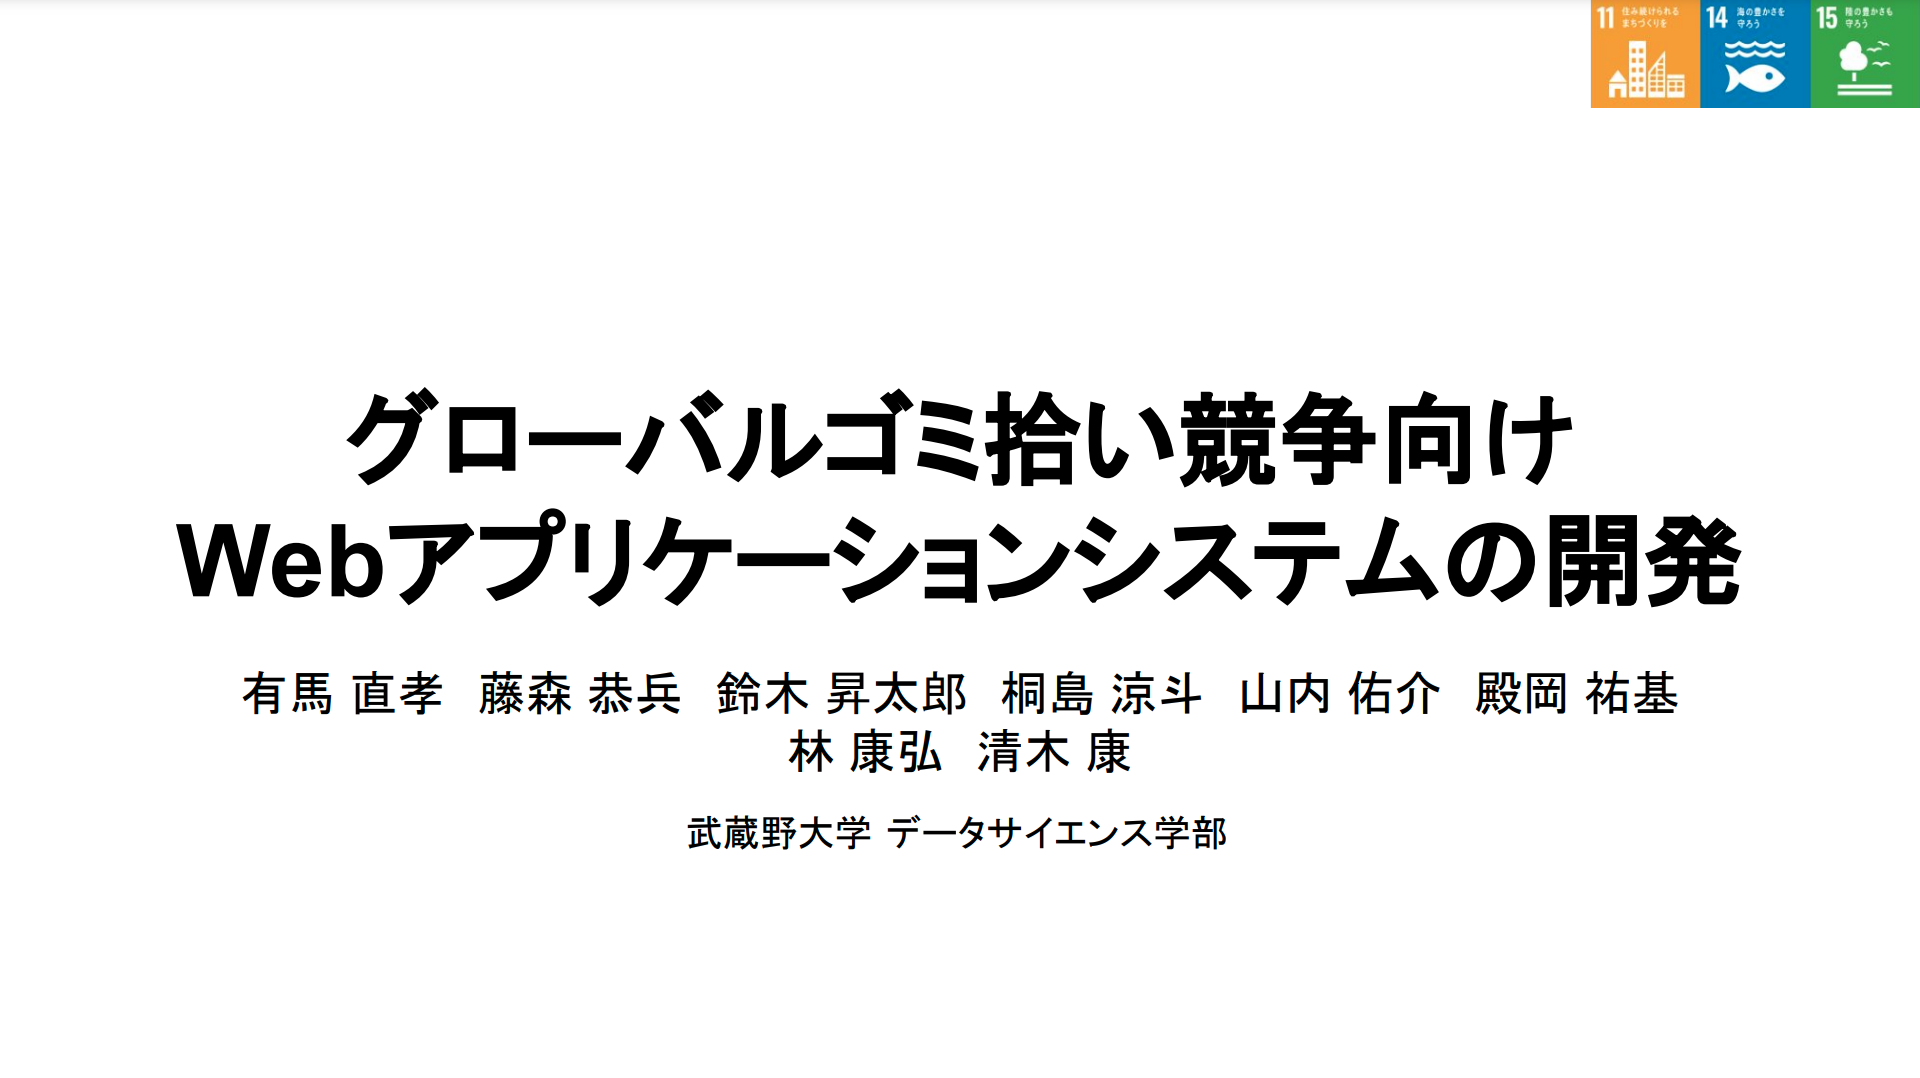 11 住み続けられる
まちづくりを
14 海の豊かさを
守ろう
15 陸の豊かさも
守ろう
グローバルゴミ拾い競争向け
Webアプリケーションシステムの開発
有馬 直孝 藤森 恭兵 鈴木 昇太郎 桐島 涼斗 山内 佑介 殿岡 祐基
林 康弘 清木 康
武蔵野大学 データサイエンス学部